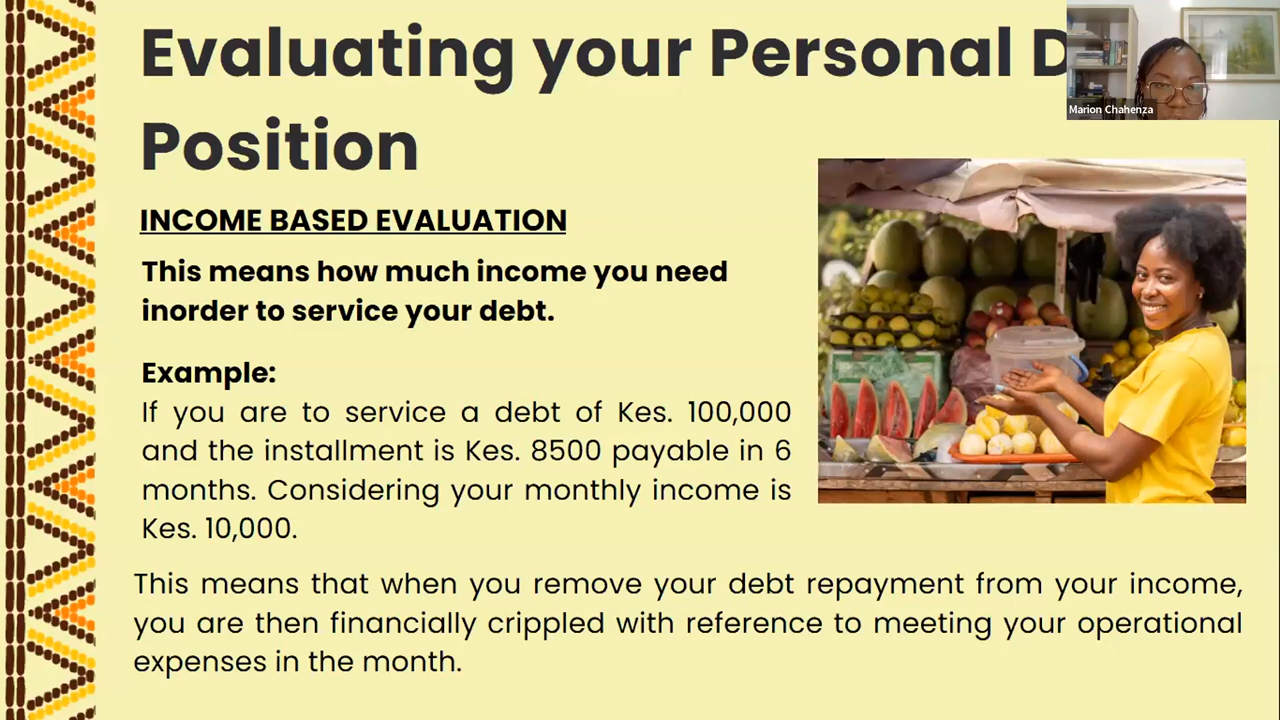 Evaluating your Personal D
Position
Marion Chahenza
INCOME BASED EVALUATION
This means how much income you need
inorder to service your debt.
Example:
If you are to service a debt of Kes. 100,000
and the installment is Kes. 8500 payable in 6
months. Considering your monthly income is
Kes. 10,000.
This means that when you remove your debt repayment from your income,
you are then financially crippled with reference to meeting your operational
expenses in the month.